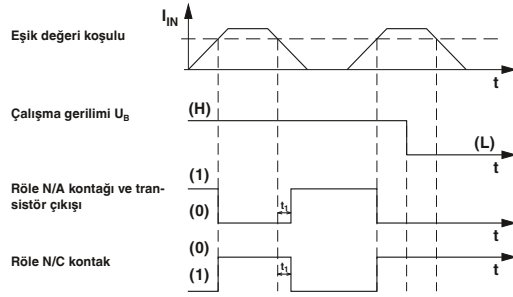 I_IN
Eşik değeri koşulu
t
Çalışma gerilimi U_B
(H)
(L)
t
(1)
Röle N/A kontağı ve tran-
sistör çıkışı
(0)
t₁
t
(0)
Röle N/C kontak
t₁
(1)
t